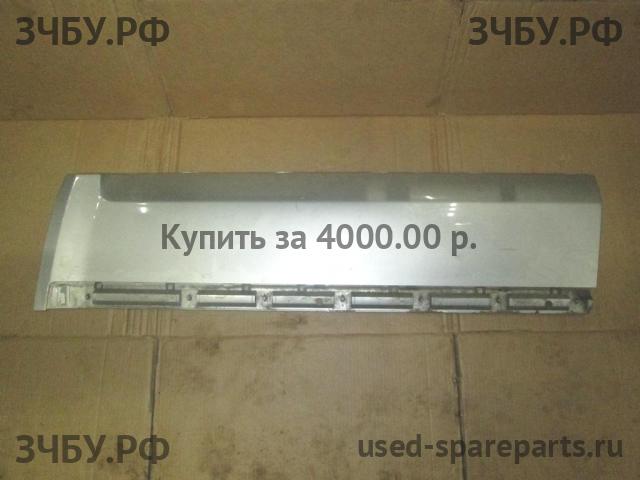 ЗЧБУ.РФ
ЗЧБУ.РФ
Купить за 4000.00 р.
ЗЧБУ.РФ
used-spareparts.ru